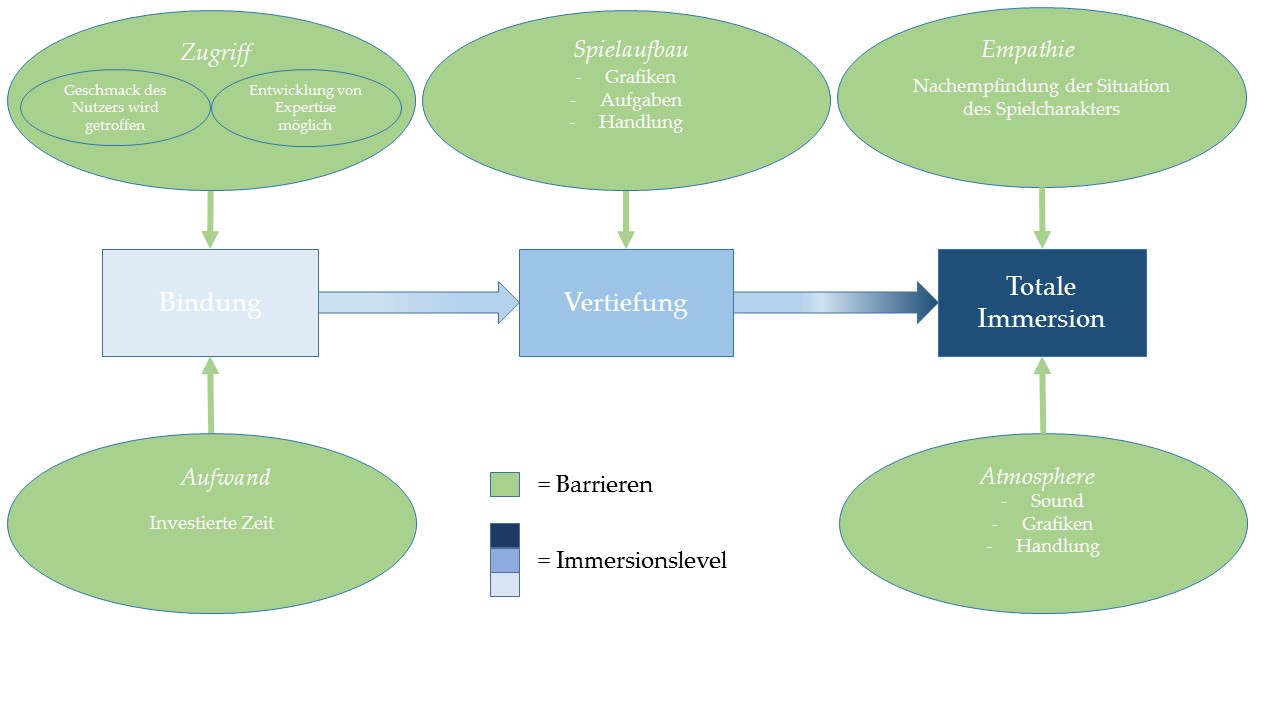 Zugriff
Geschmack des
Nutzers wird
getroffen
Entwicklung von
Expertise
möglich
Spielaufbau
- Grafiken
- Aufgaben
- Handlung
Empathie
Nachempfindung der Situation
des Spielcharakters
Bindung
Vertiefung
Totale
Immersion
Aufwand
Investierte Zeit
= Barrieren
= Immersionslevel
Atmosphere
- Sound
- Grafiken
- Handlung